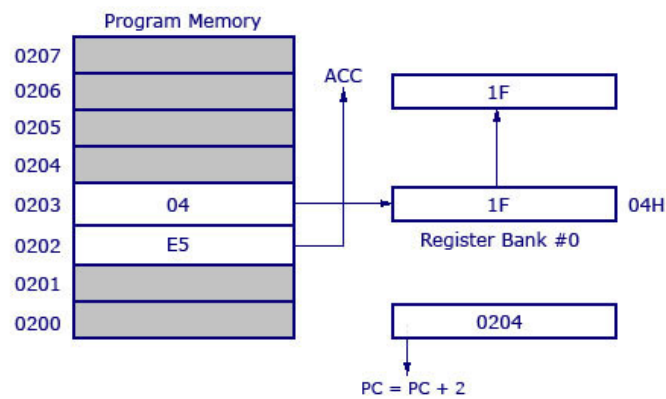 Program Memory
0207
0206
0205
0204
0203
04
0202
E5
0201
0200
ACC
1F
1F
04H
Register Bank #0
0204
PC = PC + 2